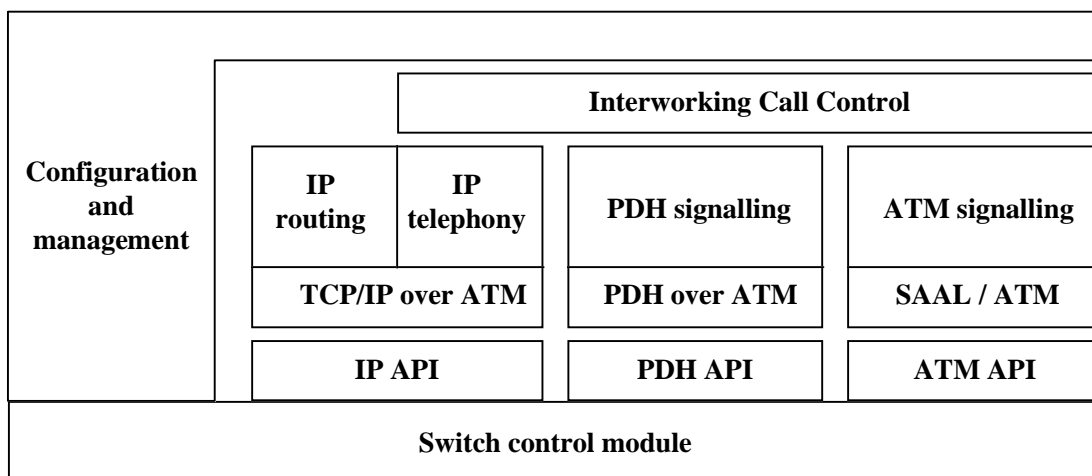 Interworking Call Control
Configuration
and
management
IP
routing
IP
telephony
PDH signalling
ATM signalling
TCP/IP over ATM
PDH over ATM
SAAL / ATM
IP API
PDH API
ATM API
Switch control module